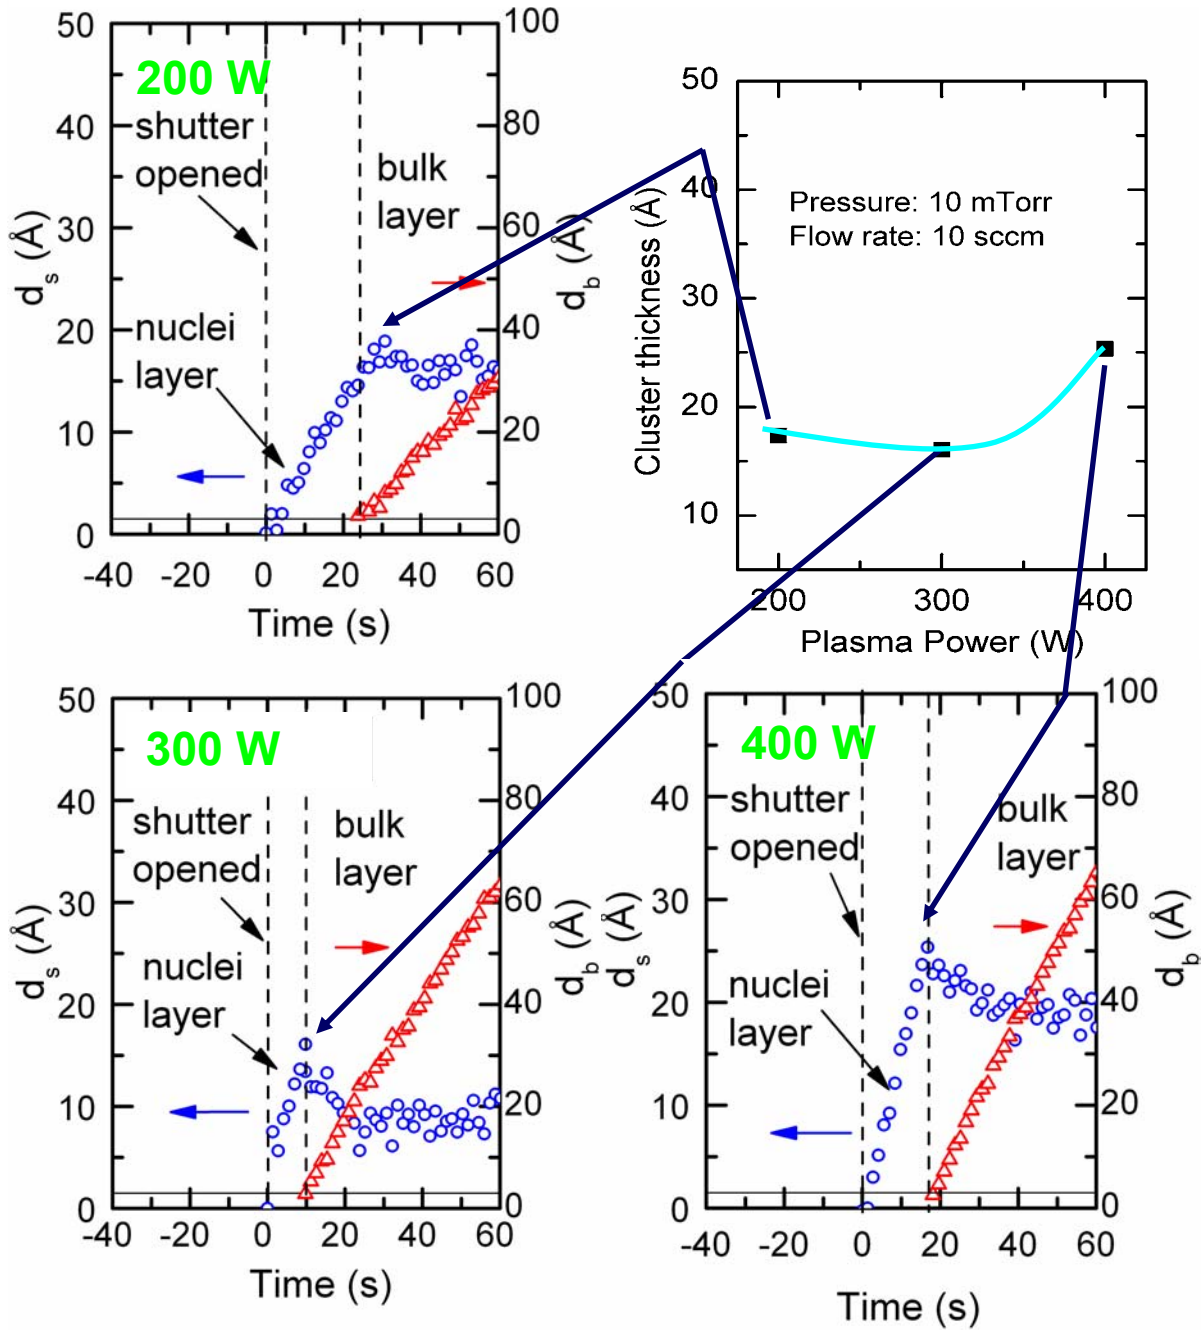 50
40
30
20
10
0
d_s (Å)
100
80
60
40
20
0
d_b (Å)
200 W
shutter
opened
bulk
layer
nuclei
layer
-40 -20 0 20 40 60
Time (s)
50
40
30
20
10
Cluster thickness (Å)
Pressure: 10 mTorr
Flow rate: 10 sccm
200 300 400
Plasma Power (W)
50
40
30
20
10
0
d_s (Å)
100
80
60
40
20
0
d_b (Å)
300 W
shutter
opened
bulk
layer
nuclei
layer
-40 -20 0 20 40 60
Time (s)
50
40
30
20
10
0
d_s (Å)
100
80
60
40
20
0
d_b (Å)
400 W
shutter
opened
bulk
layer
nuclei
layer
-40 -20 0 20 40 60
Time (s)